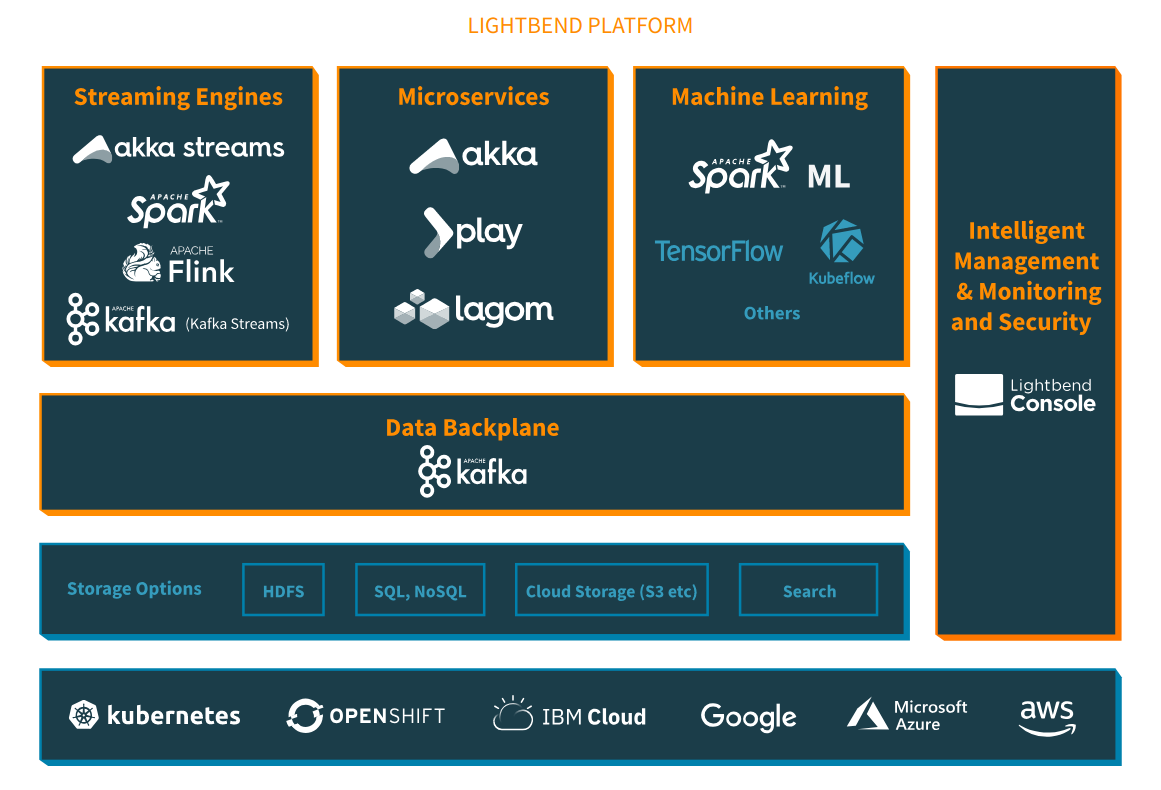 LIGHTBEND PLATFORM
Streaming Engines
akka streams
APACHE
Spark™
APACHE
Flink
APACHE
kafka (Kafka Streams)
Microservices
akka
play
lagom
Machine Learning
APACHE
Spark™ ML
TensorFlow
Kubeflow
Others
Intelligent
Management
& Monitoring
and Security
Lightbend
Console
Data Backplane
APACHE
kafka
Storage Options
HDFS
SQL, NoSQL
Cloud Storage (S3 etc)
Search
kubernetes
OPENSHIFT
IBM Cloud
Google
Microsoft
Azure
aws